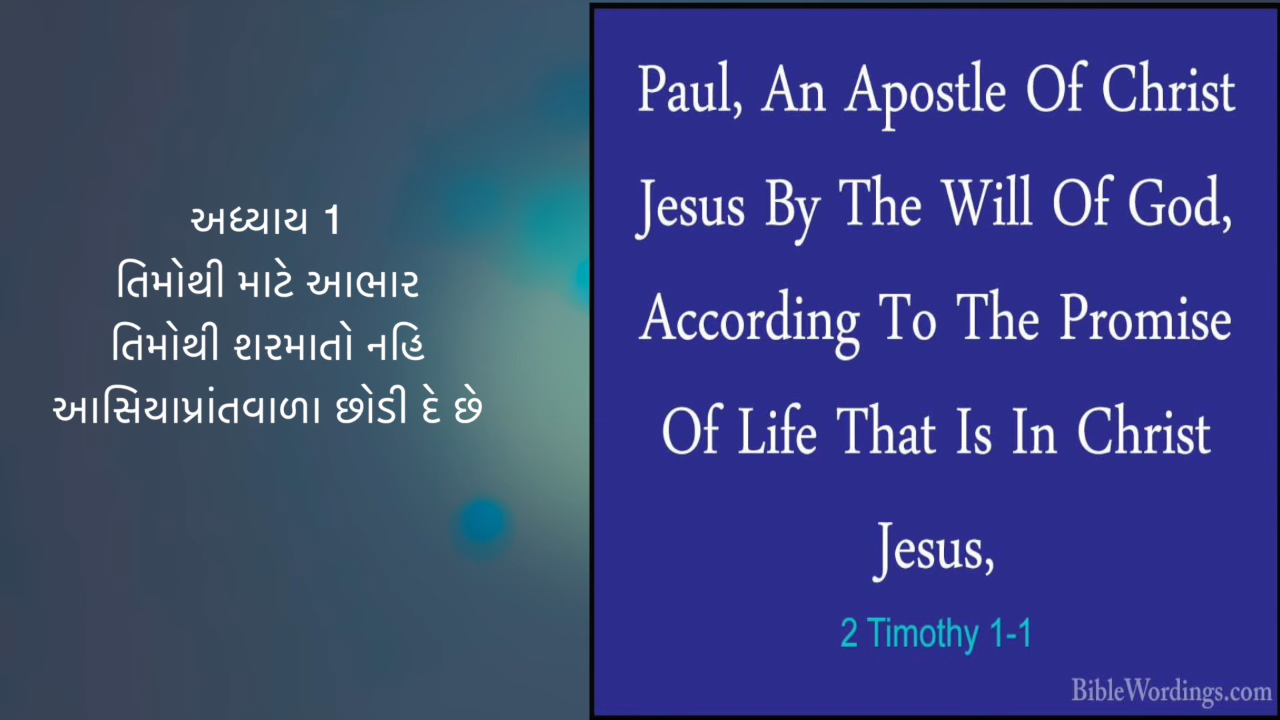 અધ્યાય 1
તિમોથી માટે આભાર
તિમોથી શરમાતો નહિ
આસિયાપ્રાંતવાળા છોડી દે છે
Paul, An Apostle Of Christ
Jesus By The Will Of God,
According To The Promise
Of Life That Is In Christ
Jesus,
2 Timothy 1-1
BibleWordings.com